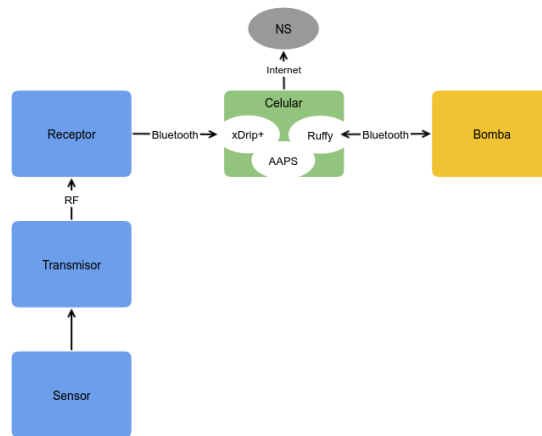 NS
Internet
Celular
Receptor
Bluetooth
xDrip+
Ruffy
Bluetooth
Bomba
AAPS
RF
Transmisor
Sensor